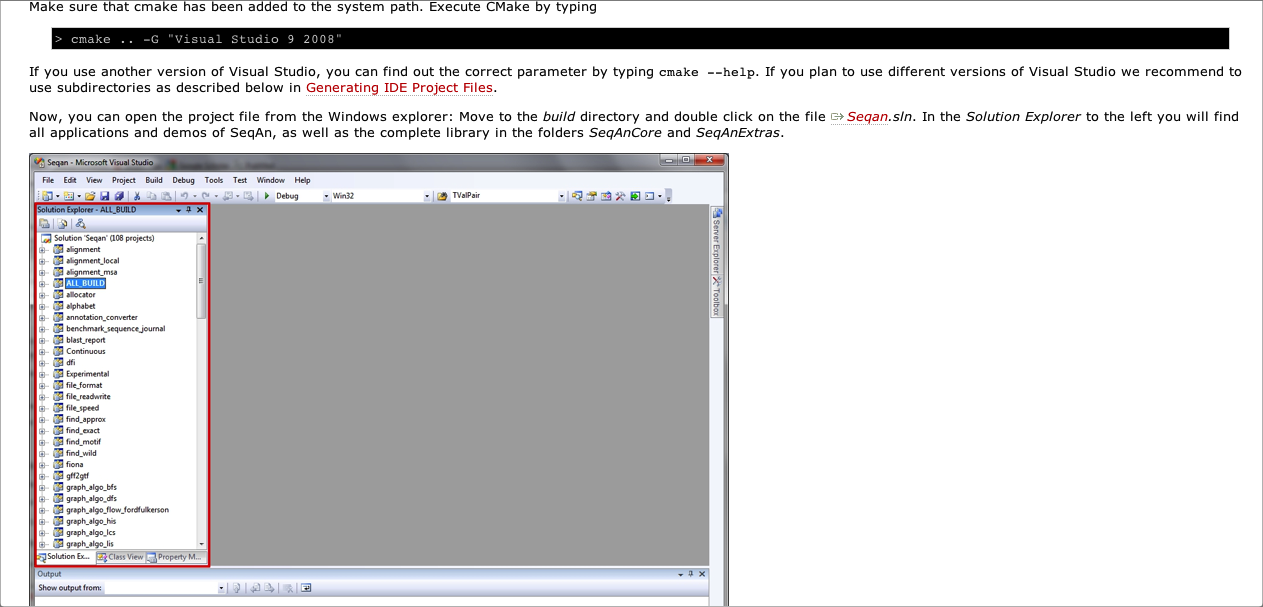 Make sure that cmake has been added to the system path. Execute CMake by typing
> cmake .. -G "Visual Studio 9 2008"
If you use another version of Visual Studio, you can find out the correct parameter by typing cmake --help. If you plan to use different versions of Visual Studio we recommend to
use subdirectories as described below in Generating IDE Project Files.
Now, you can open the project file from the Windows explorer: Move to the build directory and double click on the file Seqan.sln. In the Solution Explorer to the left you will find
all applications and demos of SeqAn, as well as the complete library in the folders SeqAnCore and SeqAnExtras.
Seqan - Microsoft Visual Studio
File Edit View Project Build Debug Tools Test Window Help
Debug Win32 TValPair
Solution Explorer - ALL_BUILD
Solution 'Seqan' (108 projects)
alignment
alignment_local
alignment_msa
ALL_BUILD
allocator
alphabet
annotation_converter
benchmark_sequence_journal
blast_report
Continuous
dfi
Experimental
file_format
file_readwrite
file_speed
find_approx
find_exact
find_motif
find_wild
fiona
gff2gtf
graph_algo_bfs
graph_algo_dfs
graph_algo_flow_fordfulkerson
graph_algo_his
graph_algo_lcs
graph_algo_lis
Solution Ex... Class View Property M...
Server Explorer
Toolbox
Output
Show output from: